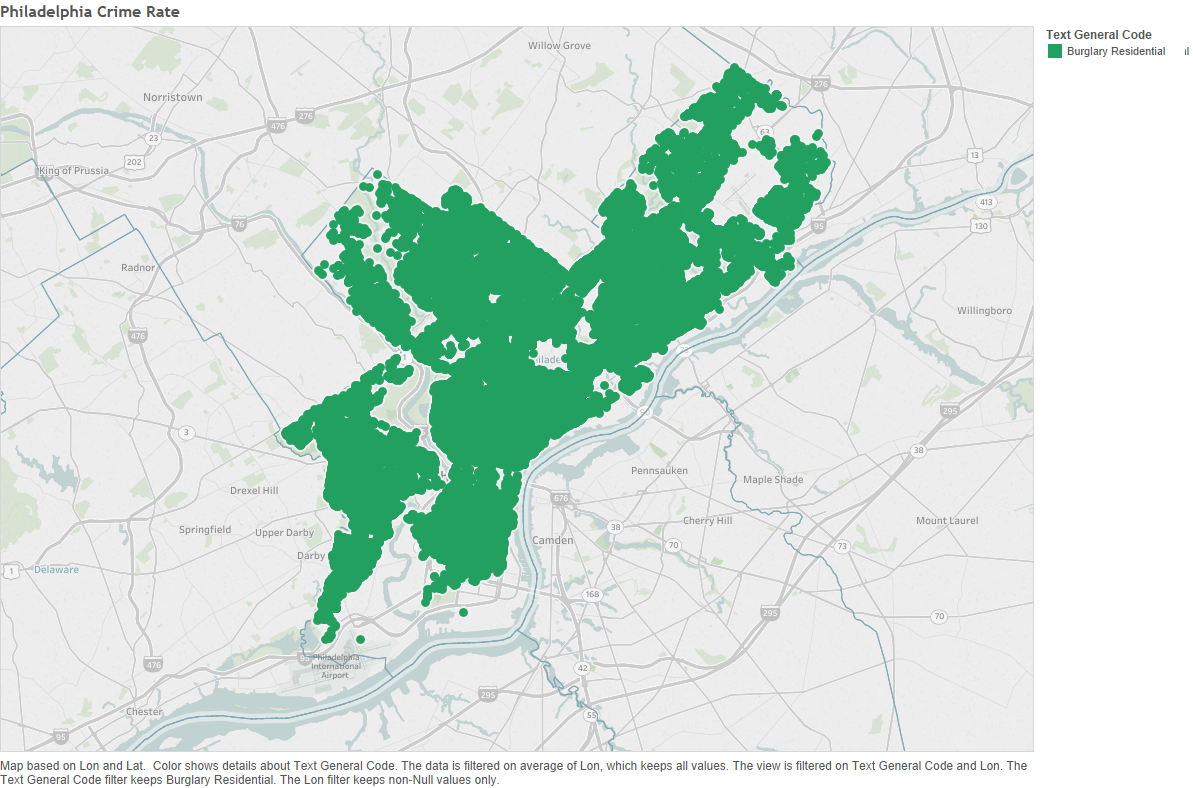 Philadelphia Crime Rate
Text General Code
Burglary Residential
Willow Grove
276
Norristown
276
476
63
23
13
202
King of Prussia
413
76
95
130
Radnor
Willingboro
476
1
295
3
38
Pennsauken
Maple Shade
Drexel Hill
676
Springfield
Upper Darby
38
Cherry Hill
Mount Laurel
Camden
70
73
Darby
1
Delaware
168
295
70
476
95
Philadelphia
International
Airport
42
295
Chester
55
95
Map based on Lon and Lat.  Color shows details about Text General Code. The data is filtered on average of Lon, which keeps all values. The view is filtered on Text General Code and Lon. The
Text General Code filter keeps Burglary Residential. The Lon filter keeps non-Null values only.